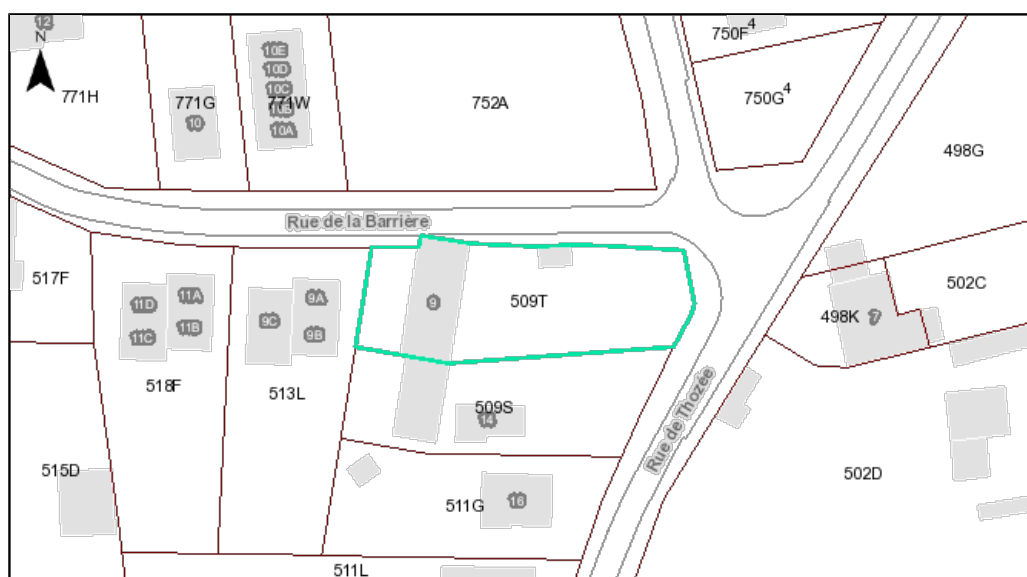 12
N
771H
771G
10
10E
10D
10C
771W
10B
10A
752A
750F⁴
750G⁴
498G
Rue de la Barrière
517F
11D
11A
11C
11B
518F
9C
9A
9B
513L
9
509T
498K
7
502C
Rue de Thozée
509S
14
515D
511G
16
502D
511L